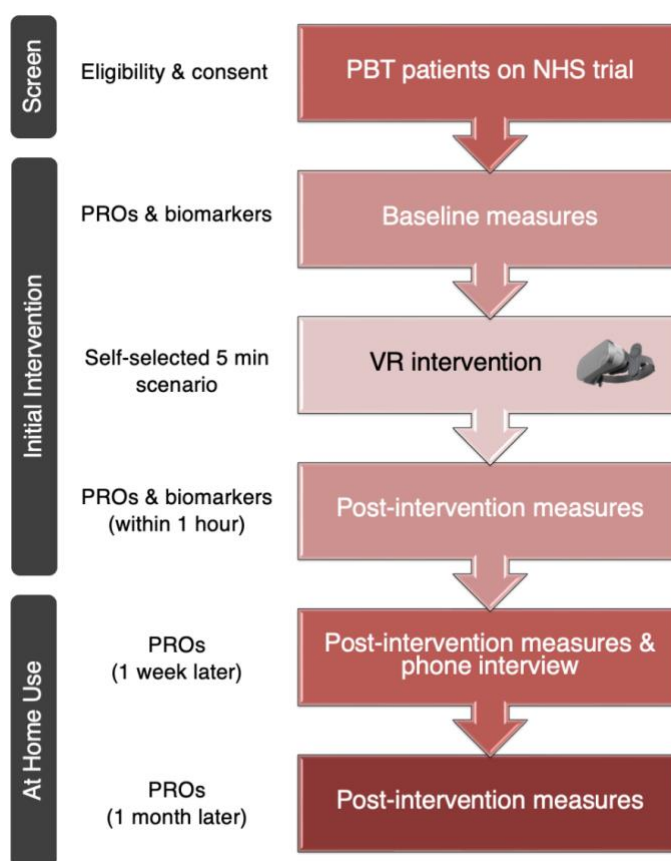 Screen
Eligibility & consent
PBT patients on NHS trial
Initial Intervention
PROs & biomarkers
Baseline measures
Self-selected 5 min
scenario
VR intervention
PROs & biomarkers
(within 1 hour)
Post-intervention measures
At Home Use
PROs
(1 week later)
Post-intervention measures &
phone interview
PROs
(1 month later)
Post-intervention measures